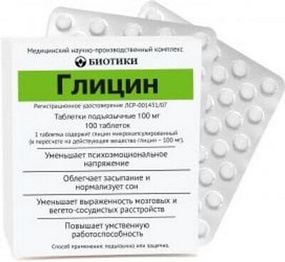 Медицинский научно-производственный комплекс
БИОТИКИ
Глицин
Регистрационное удостоверение ЛСР-001431/07
Таблетки подъязычные 100 мг
100 таблеток
1 таблетка содержит глицин микрокапсулированный
(в пересчете на действующее вещество глицин – 100 мг).
Уменьшает психоэмоциональное
напряжение
Облегчает засыпание и
нормализует сон
Уменьшает выраженность мозговых и
вегето-сосудистых расстройств
Повышает умственную
работоспособность
Способ применения: подъязычно или защечно.